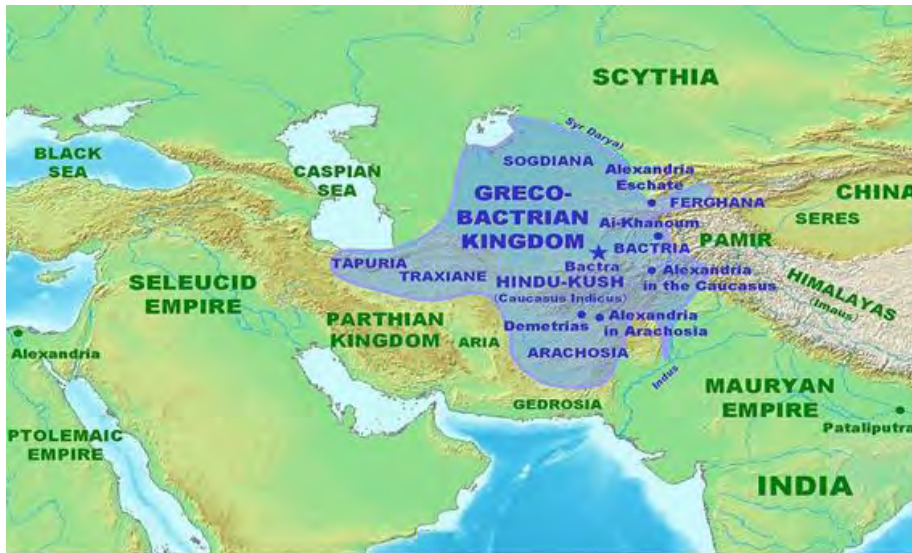 SCYTHIA
BLACK
SEA
CASPIAN
SEA
Syr Darya)
SOGDIANA
Alexandria
Eschate
FERGHANA
CHINA
SERES
GRECO-
BACTRIAN
KINGDOM
Ai-Khanoum
BACTRIA
PAMIR
Bactra
TAPURIA
TRAXIANE
HINDU-KUSH
(Caucasus Indicus)
Alexandria
in the Caucasus
HIMALAYAS
(Imaus)
SELEUCID
EMPIRE
PARTHIAN
KINGDOM
ARIA
Demetrias
Alexandria
in Arachosia
ARACHOSIA
Alexandria
Indus
MAURYAN
EMPIRE
GEDROSIA
Pataliputra
PTOLEMAIC
EMPIRE
INDIA